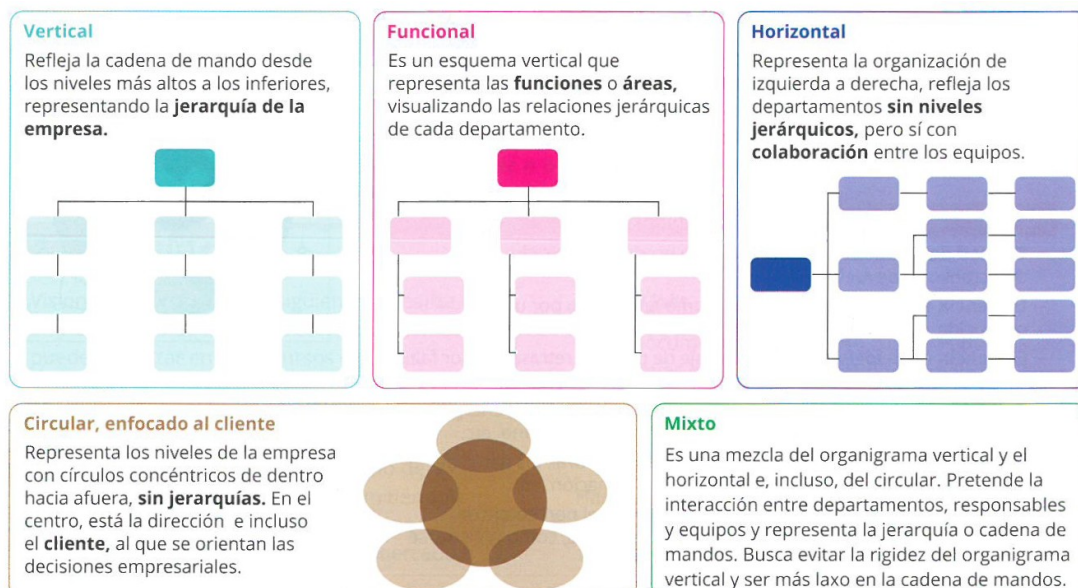 Vertical
Refleja la cadena de mando desde
los niveles más altos a los inferiores,
representando la jerarquía de la
empresa.
Funcional
Es un esquema vertical que
representa las funciones o áreas,
visualizando las relaciones jerárquicas
de cada departamento.
Horizontal
Representa la organización de
izquierda a derecha, refleja los
departamentos sin niveles
jerárquicos, pero sí con
colaboración entre los equipos.
Circular, enfocado al cliente
Representa los niveles de la empresa
con círculos concéntricos de dentro
hacia afuera, sin jerarquías. En el
centro, está la dirección e incluso
el cliente, al que se orientan las
decisiones empresariales.
Mixto
Es una mezcla del organigrama vertical y el
horizontal e, incluso, del circular. Pretende la
interacción entre departamentos, responsables
y equipos y representa la jerarquía o cadena de
mandos. Busca evitar la rigidez del organigrama
vertical y ser más laxo en la cadena de mandos.